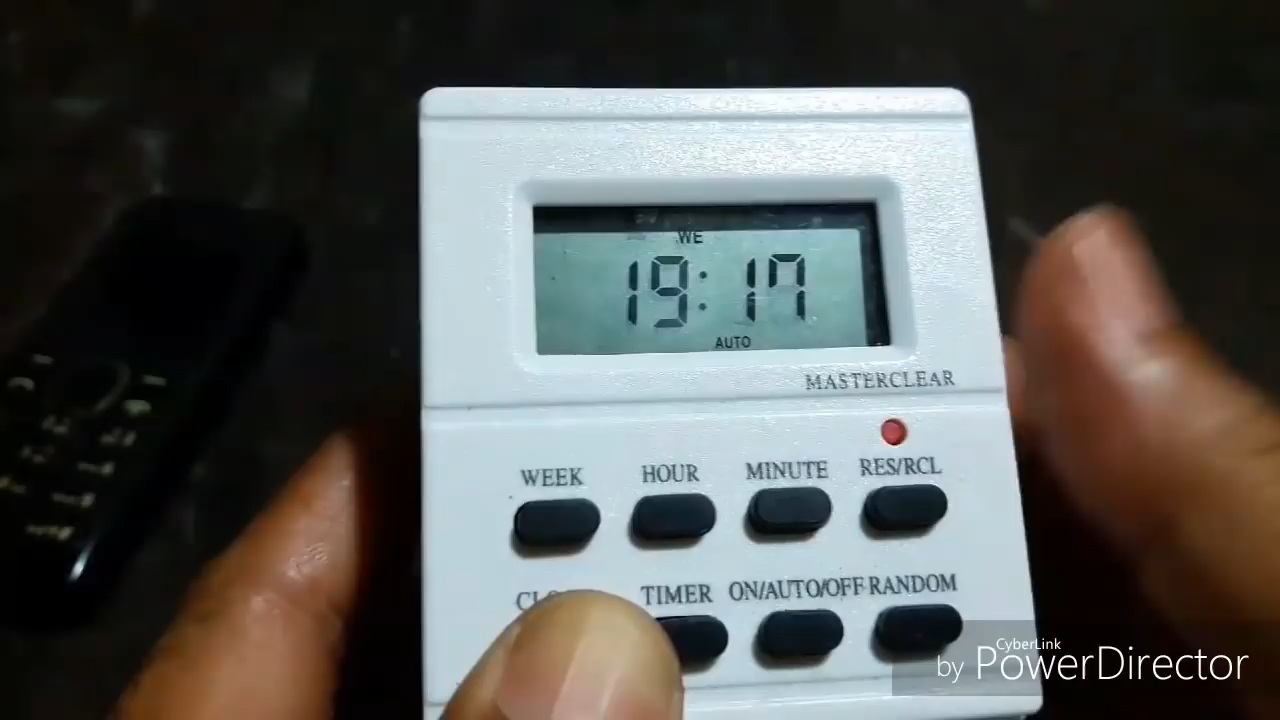 WE
19:17
AUTO
MASTERCLEAR
WEEK HOUR MINUTE RES/RCL
TIMER ON/AUTO/OFF RANDOM
CyberLink
by PowerDirector